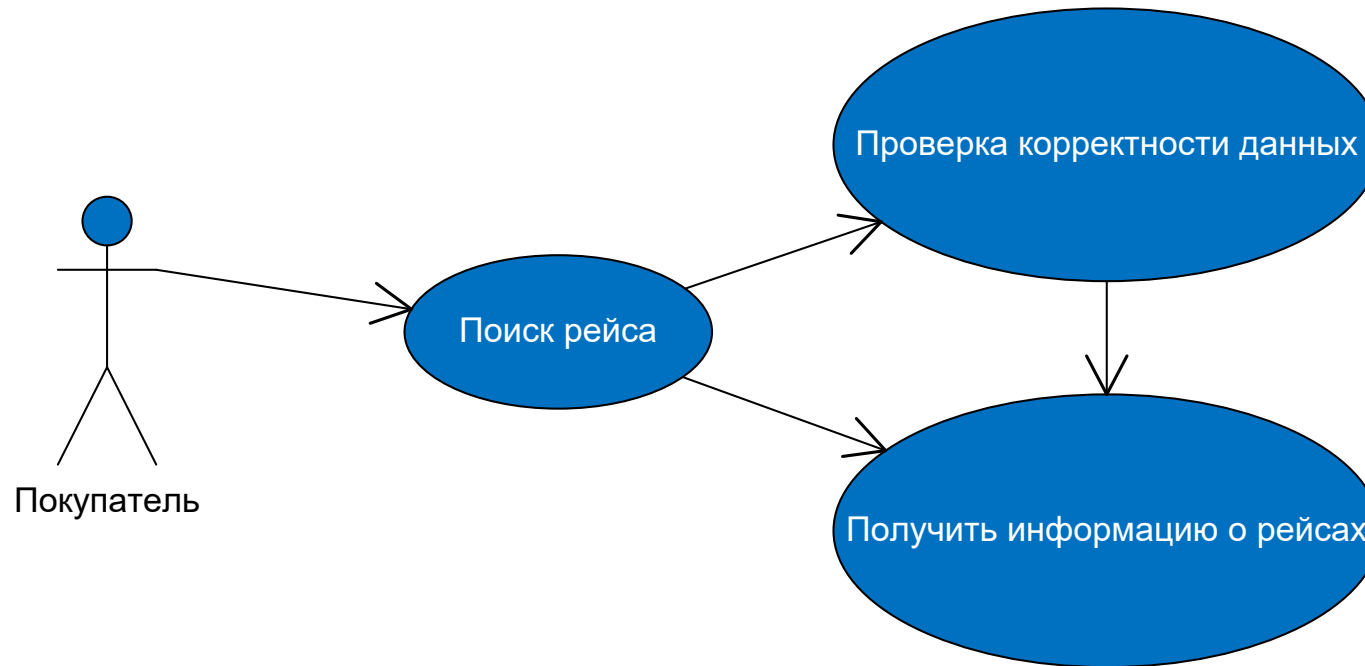 Проверка корректности данных
Поиск рейса
Покупатель
Получить информацию о рейсах